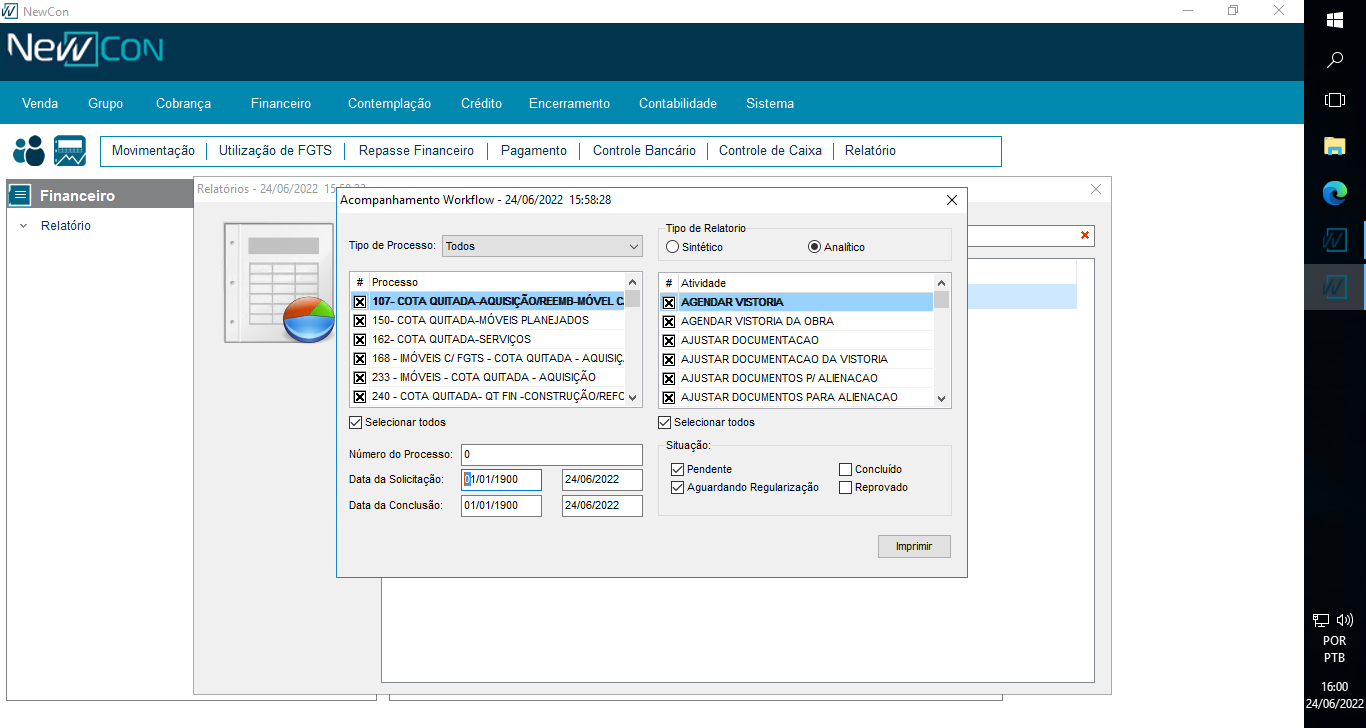 NewCon
NewCon
Venda Grupo Cobrança Financeiro Contemplação Crédito Encerramento Contabilidade Sistema
Movimentação Utilização de FGTS Repasse Financeiro Pagamento Controle Bancário Controle de Caixa Relatório
Financeiro
Relatório
Relatórios - 24/06/2022
Acompanhamento Workflow - 24/06/2022 15:58:28
Tipo de Processo: Todos
Tipo de Relatorio
Sintético Analítico
# Processo
107- COTA QUITADA-AQUISIÇÃO/REEMB-MÓVEL C
150- COTA QUITADA-MÓVEIS PLANEJADOS
162- COTA QUITADA-SERVIÇOS
168 - IMÓVEIS C/ FGTS - COTA QUITADA - AQUISIÇ
233 - IMÓVEIS - COTA QUITADA - AQUISIÇÃO
240 - COTA QUITADA- QT FIN -CONSTRUÇÃO/REFO
Selecionar todos
# Atividade
AGENDAR VISTORIA
AGENDAR VISTORIA DA OBRA
AJUSTAR DOCUMENTACAO
AJUSTAR DOCUMENTACAO DA VISTORIA
AJUSTAR DOCUMENTOS P/ ALIENACAO
AJUSTAR DOCUMENTOS PARA ALIENACAO
Selecionar todos
Número do Processo: 0
Data da Solicitação: 01/01/1900 24/06/2022
Data da Conclusão: 01/01/1900 24/06/2022
Situação:
Pendente Concluído
Aguardando Regularização Reprovado
Imprimir
POR
PTB
16:00
24/06/2022